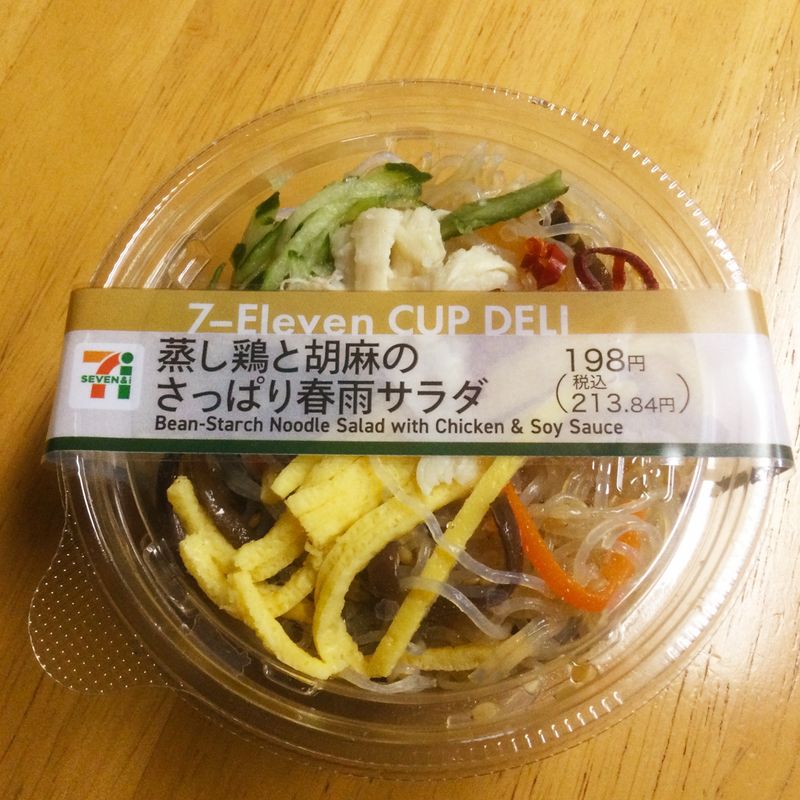 7-Eleven CUP DELI
7i
SEVEN&i
蒸し鶏と胡麻の
さっぱり春雨サラダ
198円
(税込
213.84円)
Bean-Starch Noodle Salad with Chicken & Soy Sauce